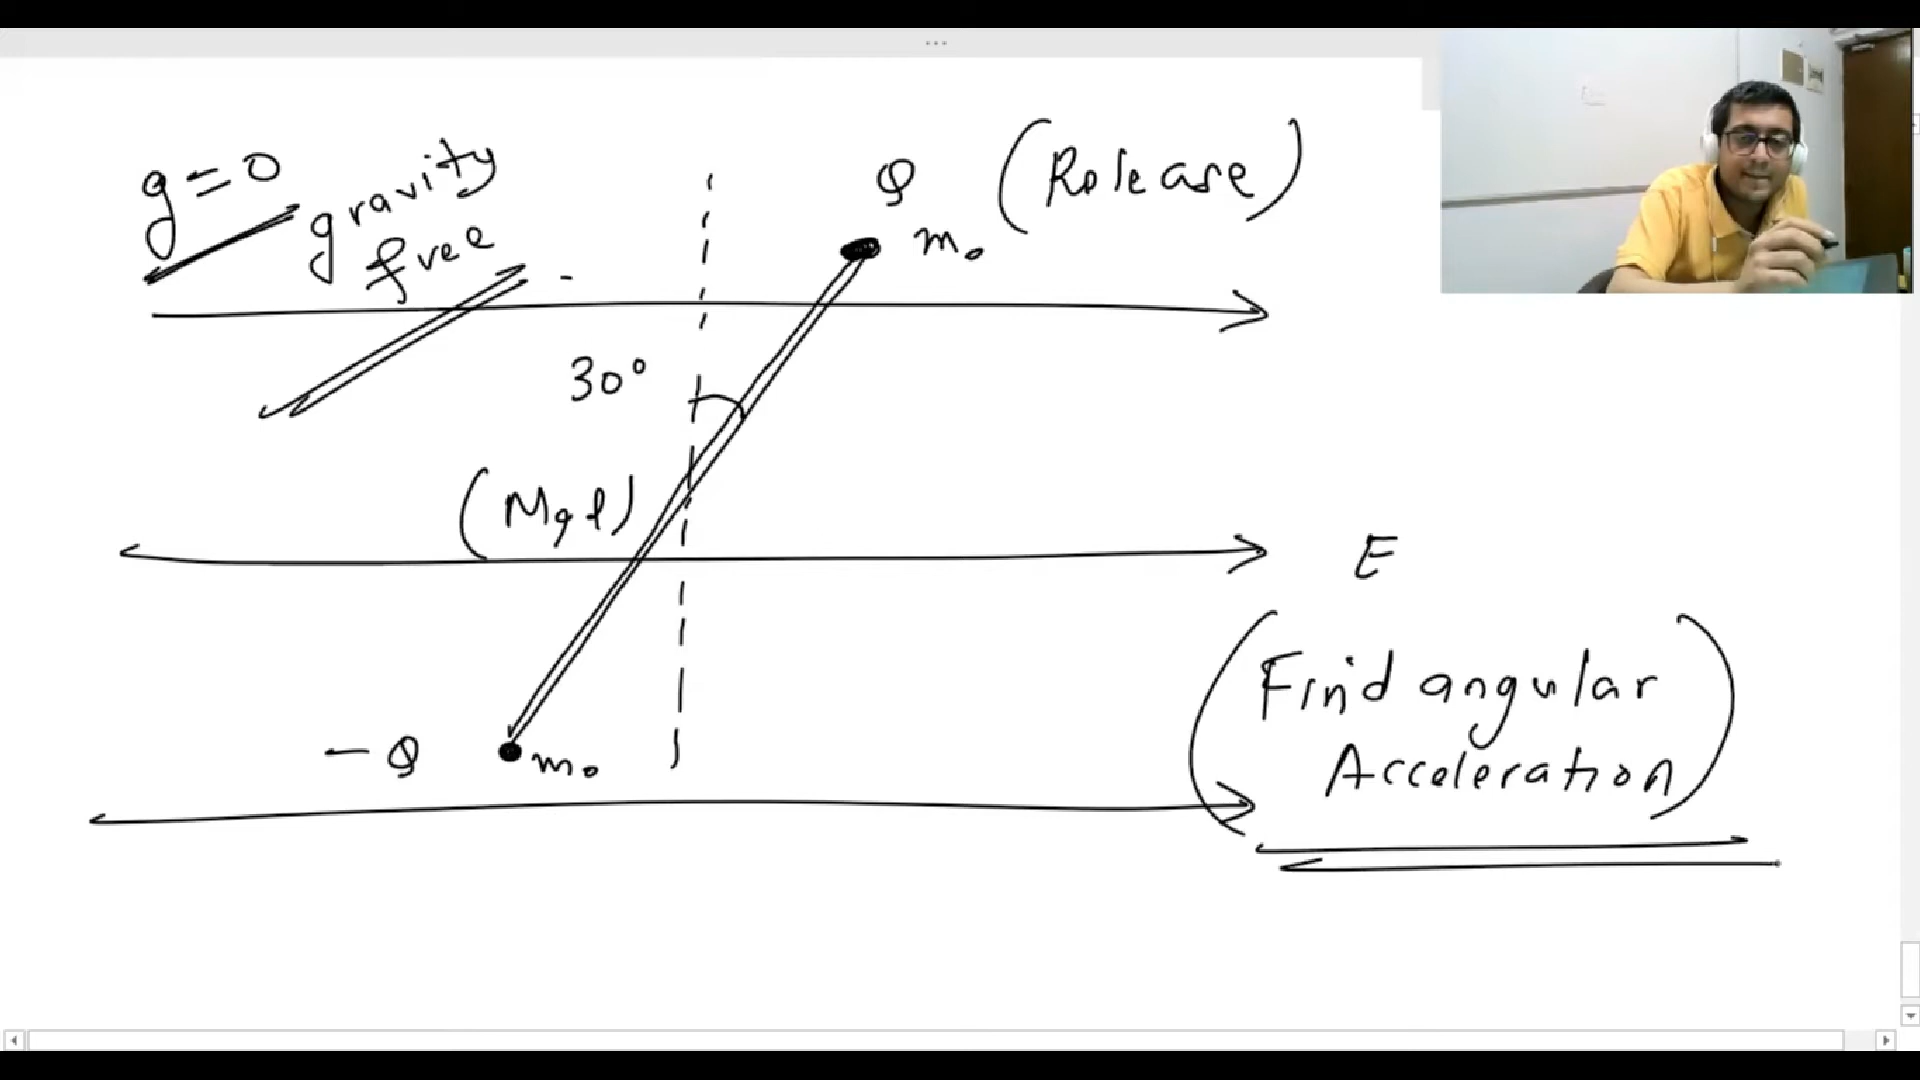 g=0
gravity
free
Q
(Release)
m₀
30°
(M, l)
E
(Find angular
Acceleration)
-Q
m₀